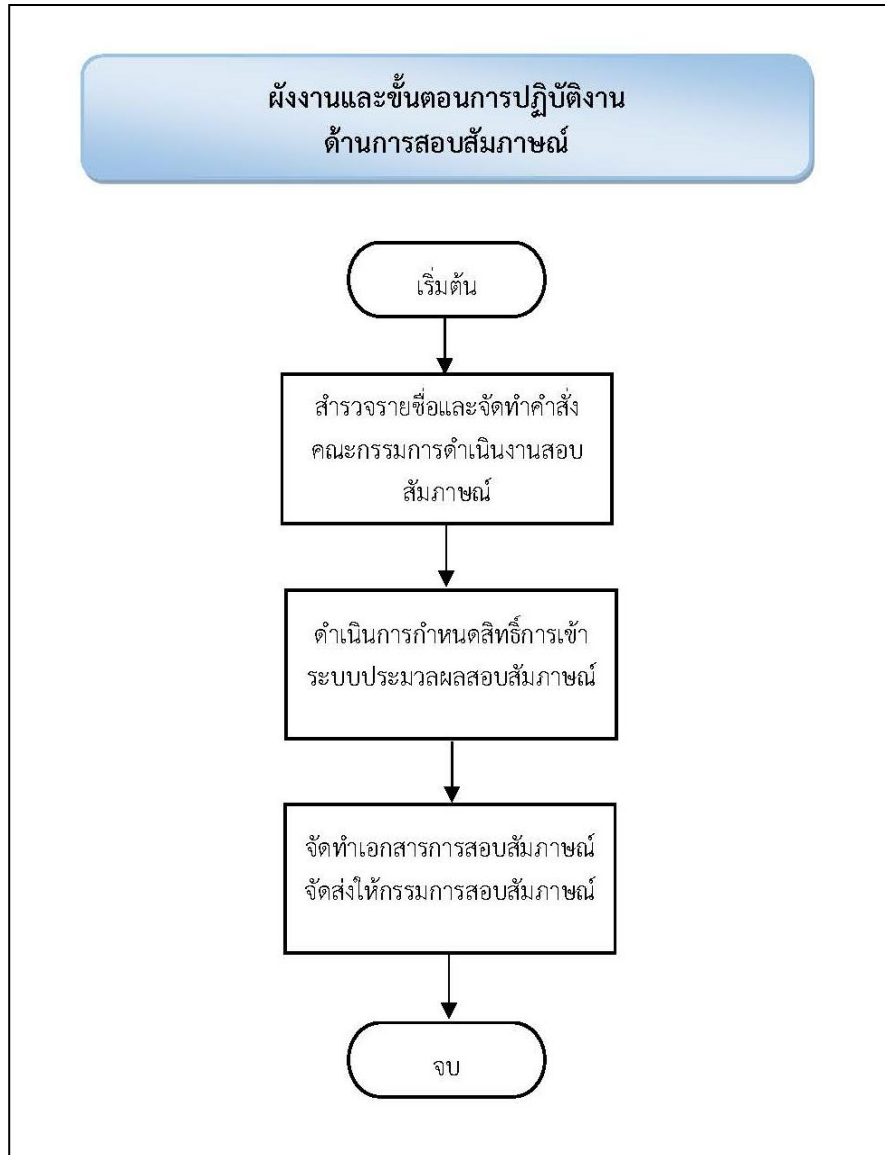 ผังงานและขั้นตอนการปฏิบัติงาน
ด้านการสอบสัมภาษณ์
เริ่มต้น
สำรวจรายชื่อและจัดทำคำสั่ง
คณะกรรมการดำเนินงานสอบ
สัมภาษณ์
ดำเนินการกำหนดสิทธิ์การเข้า
ระบบประมวลผลสอบสัมภาษณ์
จัดทำเอกสารการสอบสัมภาษณ์
จัดส่งให้กรรมการสอบสัมภาษณ์
จบ